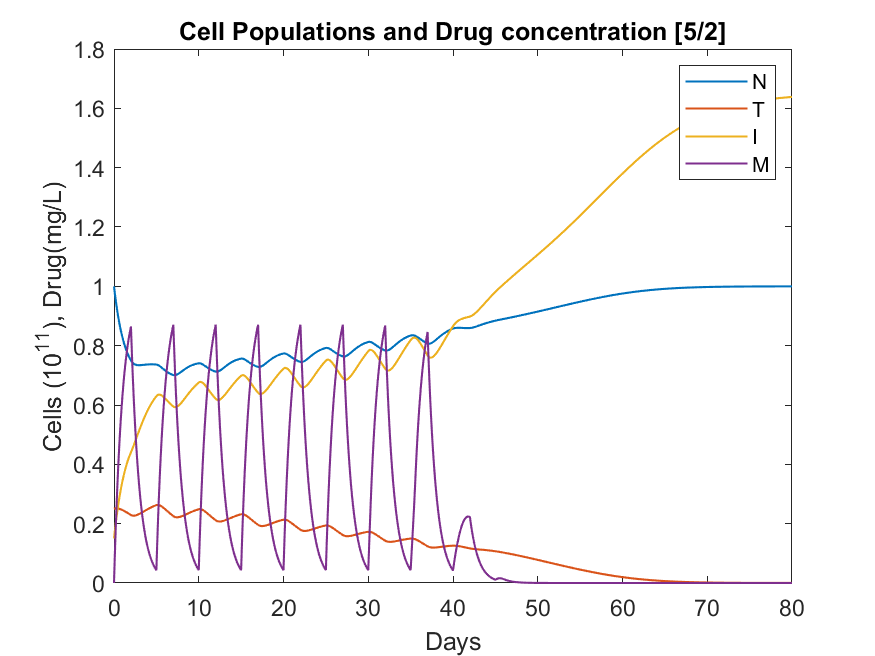 Cell Populations and Drug concentration [5/2]
N
T
I
M
Cells (10^11), Drug(mg/L)
1.8
1.6
1.4
1.2
1
0.8
0.6
0.4
0.2
0
0 10 20 30 40 50 60 70 80
Days